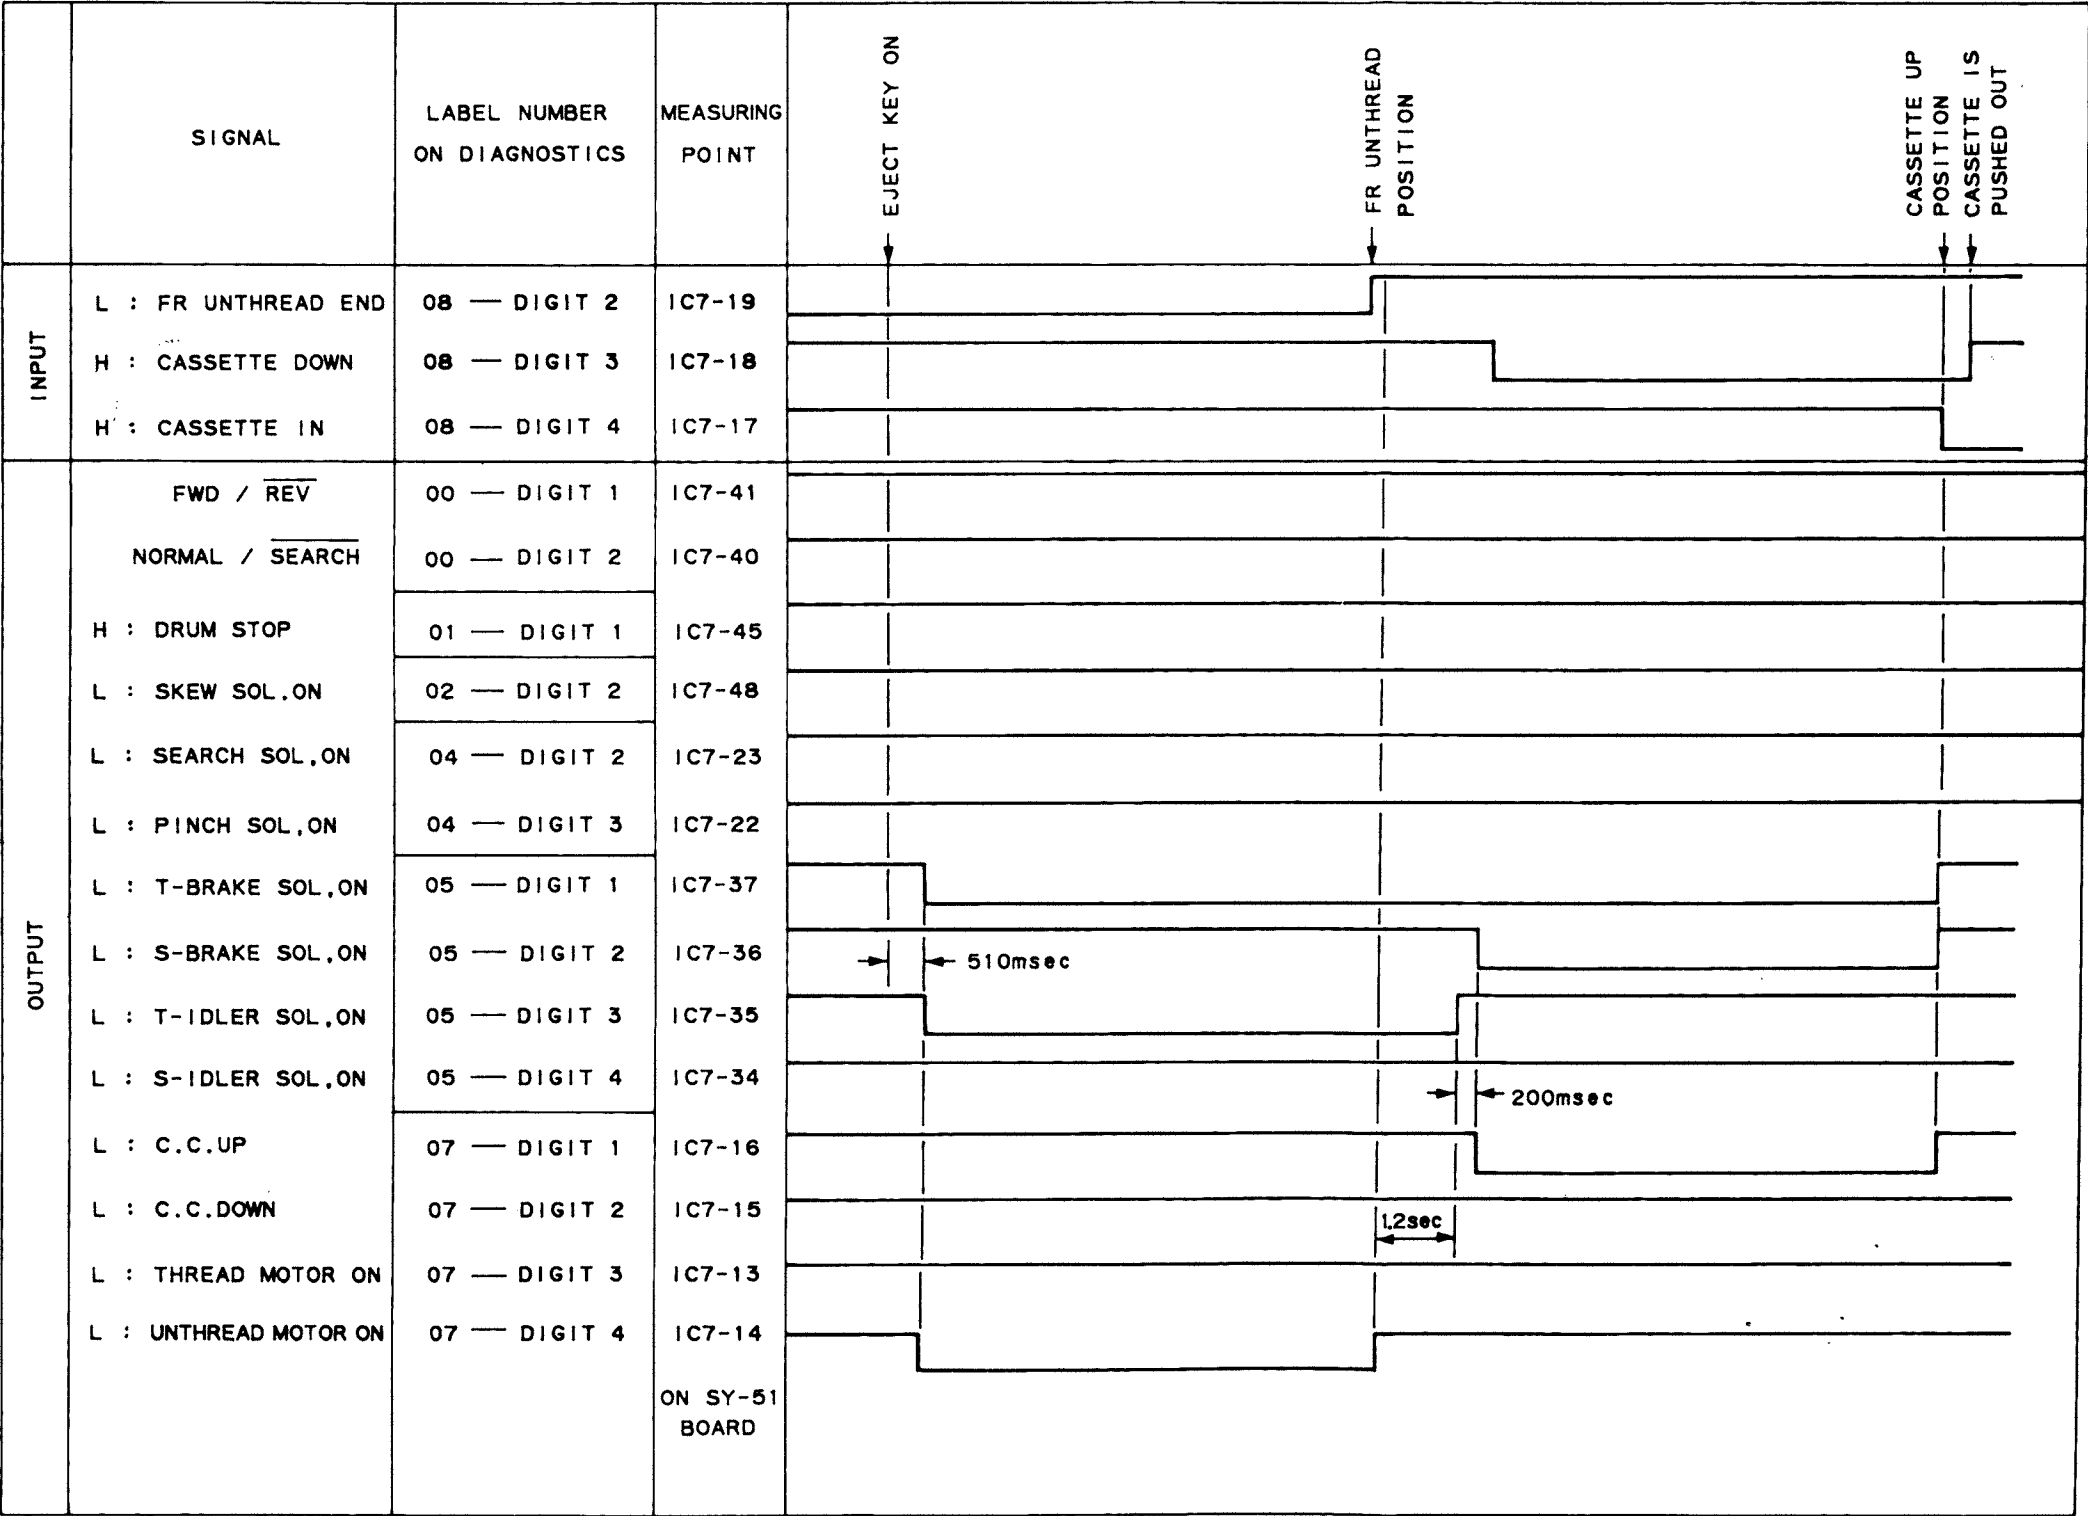 SIGNAL
LABEL NUMBER
ON DIAGNOSTICS
MEASURING
POINT
EJECT KEY ON
FR UNTHREAD
POSITION
CASSETTE UP
POSITION
CASSETTE IS
PUSHED OUT
INPUT
L : FR UNTHREAD END 08 — DIGIT 2 IC7-19
H : CASSETTE DOWN 08 — DIGIT 3 IC7-18
H : CASSETTE IN 08 — DIGIT 4 IC7-17
OUTPUT
FWD / R̅E̅V̅ 00 — DIGIT 1 IC7-41
NORMAL / S̅E̅A̅R̅C̅H̅ 00 — DIGIT 2 IC7-40
H : DRUM STOP 01 — DIGIT 1 IC7-45
L : SKEW SOL.ON 02 — DIGIT 2 IC7-48
L : SEARCH SOL.ON 04 — DIGIT 2 IC7-23
L : PINCH SOL.ON 04 — DIGIT 3 IC7-22
L : T-BRAKE SOL.ON 05 — DIGIT 1 IC7-37
L : S-BRAKE SOL.ON 05 — DIGIT 2 IC7-36 510msec
L : T-IDLER SOL.ON 05 — DIGIT 3 IC7-35
L : S-IDLER SOL.ON 05 — DIGIT 4 IC7-34
200msec
L : C.C.UP 07 — DIGIT 1 IC7-16
L : C.C.DOWN 07 — DIGIT 2 IC7-15
1.2sec
L : THREAD MOTOR ON 07 — DIGIT 3 IC7-13
L : UNTHREAD MOTOR ON 07 — DIGIT 4 IC7-14
ON SY-51
BOARD